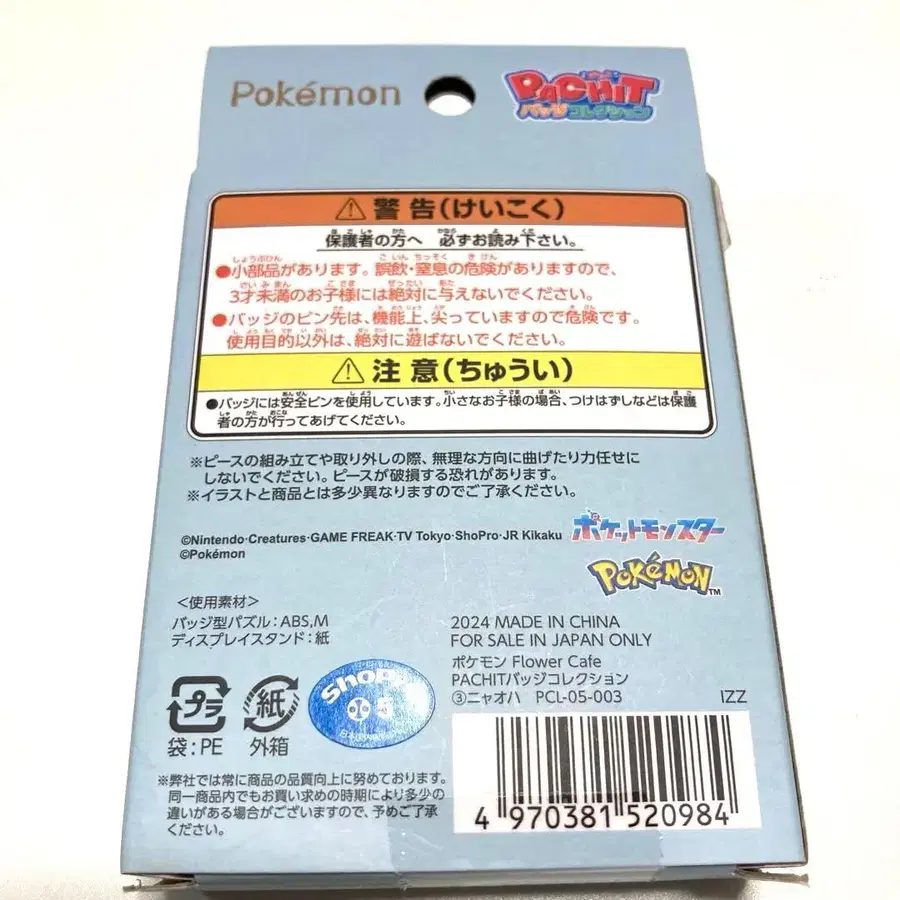 Pokémon
PACHIT
バッジコレクション
警告(けいこく)
保護者の方へ 必ずお読み下さい。
●小部品があります。誤飲・窒息の危険がありますので、
3才未満のお子様には絶対に与えないでください。
●バッジのピン先は、機能上、尖っていますので危険です。
使用目的以外は、絶対に遊ばないでください。
注意(ちゅうい)
●バッジには安全ピンを使用しています。小さなお子様の場合、つけはずしなどは保護
者の方が行ってあげてください。
※ピースの組み立てや取り外しの際、無理な方向に曲げたり力任せに
しないでください。ピースが破損する恐れがあります。
※イラストと商品とは多少異なりますのでご了承ください。
©Nintendo・Creatures・GAME FREAK・TV Tokyo・ShoPro・JR Kikaku
©Pokémon
ポケットモンスター
POKéMON™
<使用素材>
バッジ型パズル:ABS,M
ディスプレイスタンド:紙
プラ
袋:PE
紙
外箱
ShoPro
※弊社では常に商品の品質向上に努めております。
同一商品内でもお買い求めの時期により多少の
違いがある場合がございますので、予めご了承
ください。
2024 MADE IN CHINA
FOR SALE IN JAPAN ONLY
ポケモン Flower Cafe
PACHITバッジコレクション
③ニャオハ PCL-05-003
IZZ
4 970381 520984